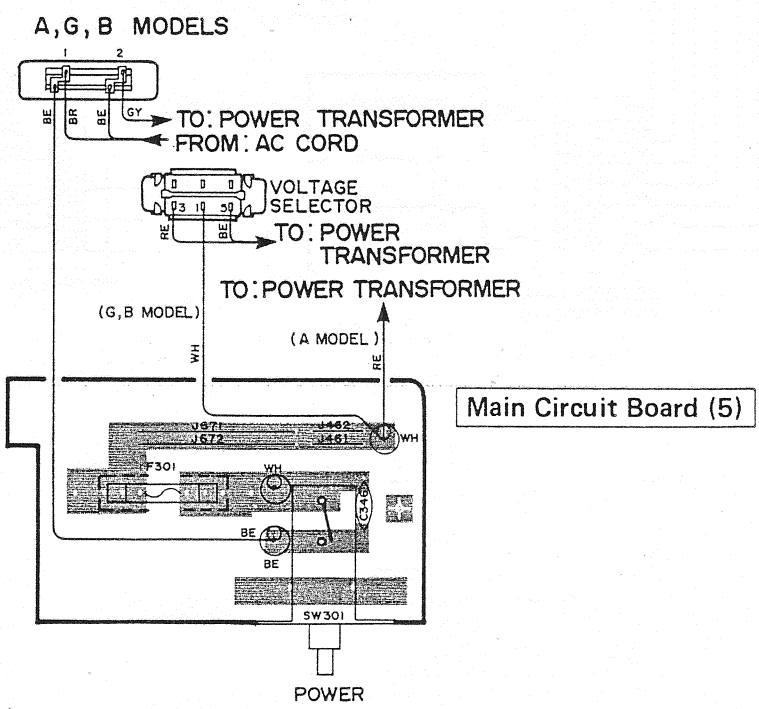 A, G, B MODELS
1 2
BE BR BE GY
TO: POWER TRANSFORMER
FROM: AC CORD
VOLTAGE
SELECTOR
3 1 5
RE BE
TO: POWER
TRANSFORMER
TO: POWER TRANSFORMER
(G, B MODEL)
(A MODEL)
WH
RE
Main Circuit Board (5)
J671 J462
J672 J461
WH
F301
WH
C346
BE
BE
SW301
POWER